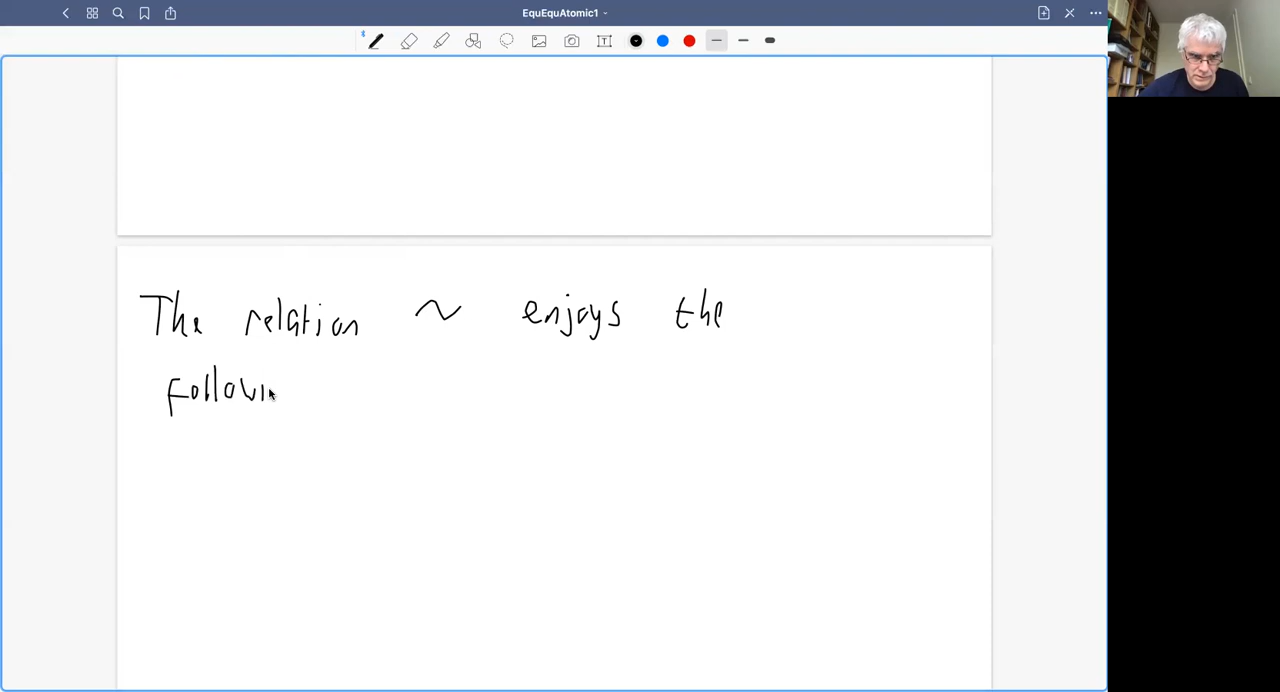 EquEquAtomic1
The relation ~ enjoys the
followi